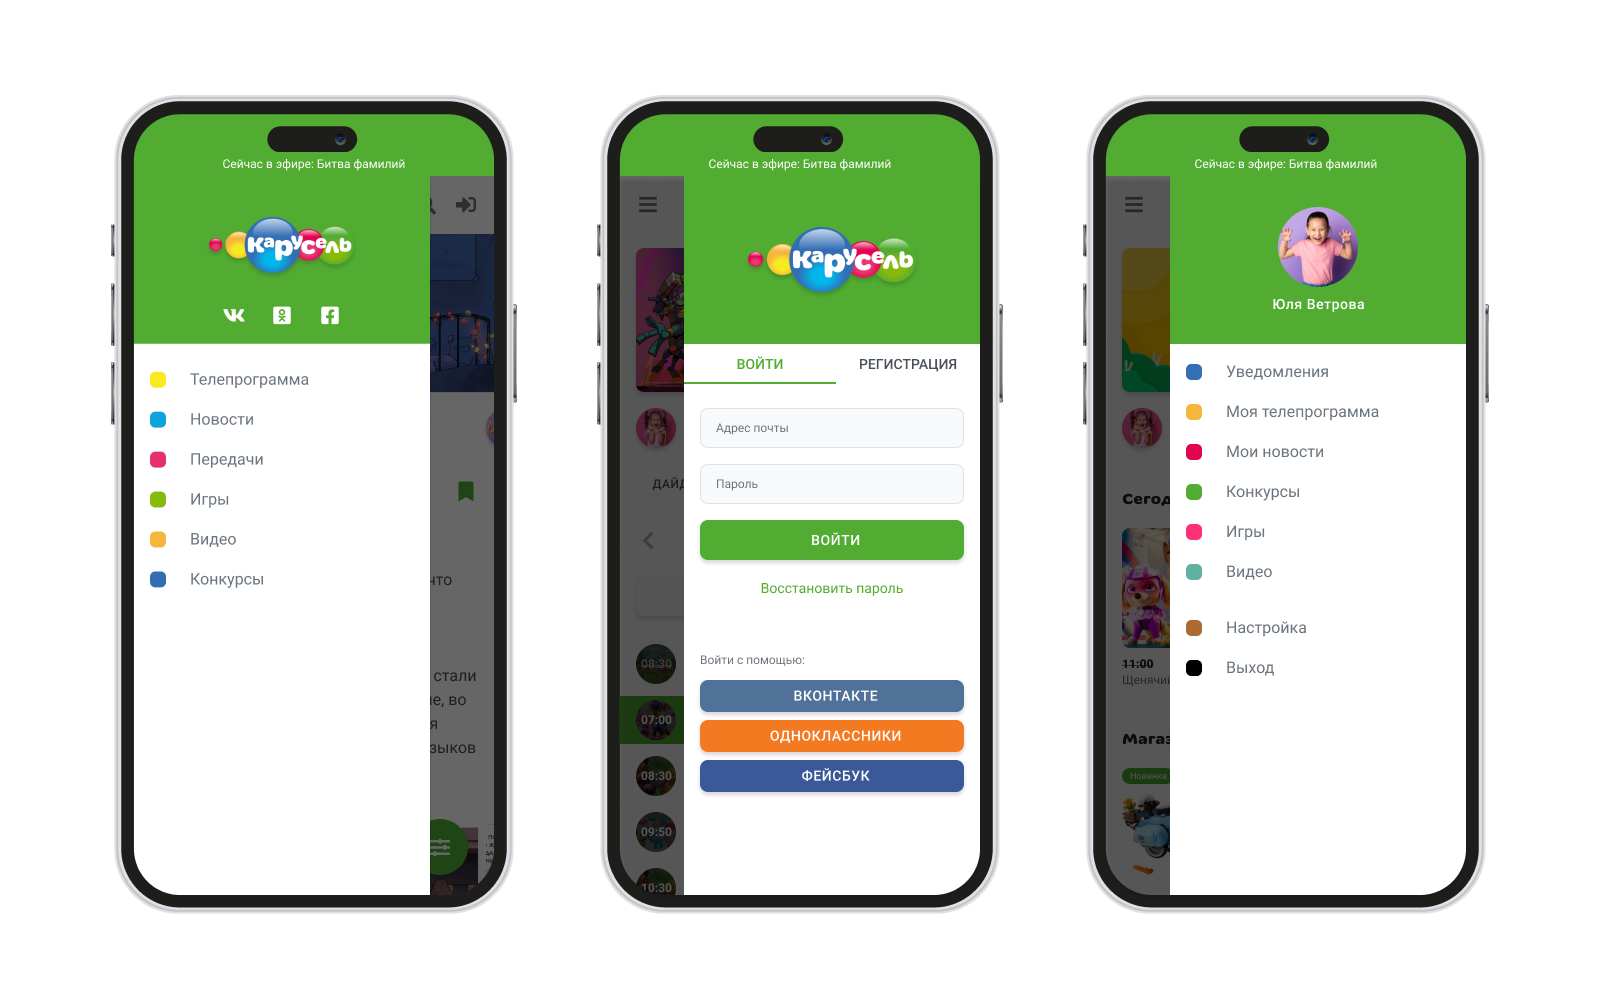 Сейчас в эфире: Битва фамилий
Карусель
Телепрограмма
Новости
Передачи
Игры
Видео
Конкурсы
что
стали
е, во
я
зыков
Сейчас в эфире: Битва фамилий
Карусель
ВОЙТИ
РЕГИСТРАЦИЯ
Адрес почты
Пароль
ВОЙТИ
Восстановить пароль
Войти с помощью:
ВКОНТАКТЕ
ОДНОКЛАССНИКИ
ФЕЙСБУК
ДАЙД
08:30
07:00
08:30
09:50
10:30
Сейчас в эфире: Битва фамилий
Юля Ветрова
Уведомления
Моя телепрограмма
Мои новости
Конкурсы
Игры
Видео
Настройка
Выход
Сегод
11:00
Щенячий
Мага
Новинка